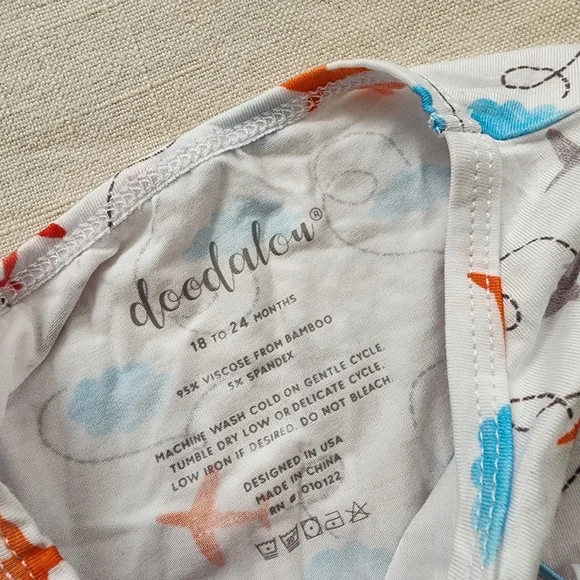 doodalou®
18 TO 24 MONTHS
95% VISCOSE FROM BAMBOO
5% SPANDEX
MACHINE WASH COLD ON GENTLE CYCLE.
TUMBLE DRY LOW OR DELICATE CYCLE.
LOW IRON IF DESIRED. DO NOT BLEACH.
DESIGNED IN USA
MADE IN CHINA
RN # 010122